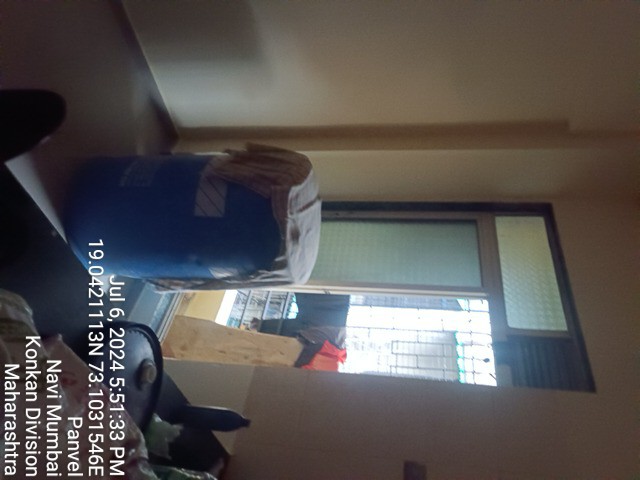 Jul 6, 2024 5:51:33 PM
19.0421113N 73.1031546E
Panvel
Navi Mumbai
Konkan Division
Maharashtra